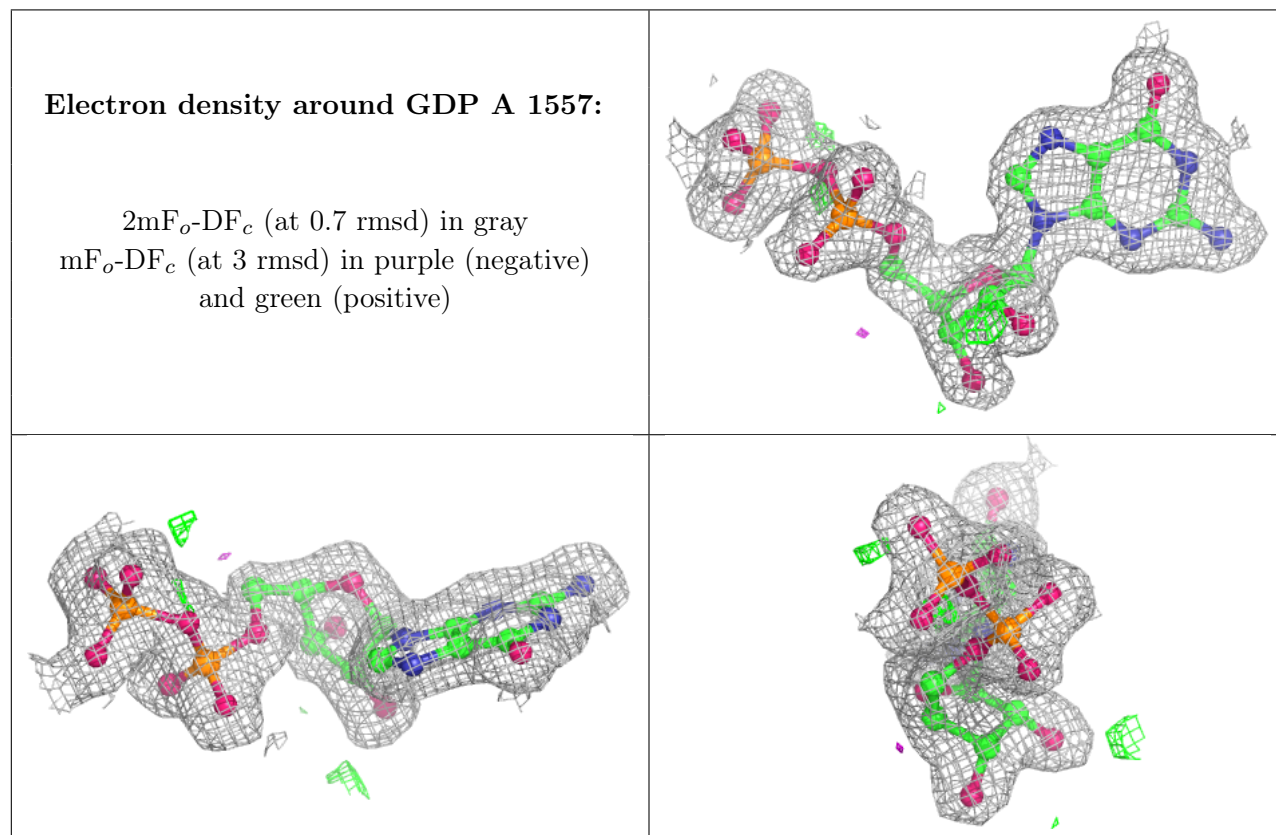 Electron density around GDP A 1557:
2mFo-DFc (at 0.7 rmsd) in gray
mFo-DFc (at 3 rmsd) in purple (negative)
and green (positive)